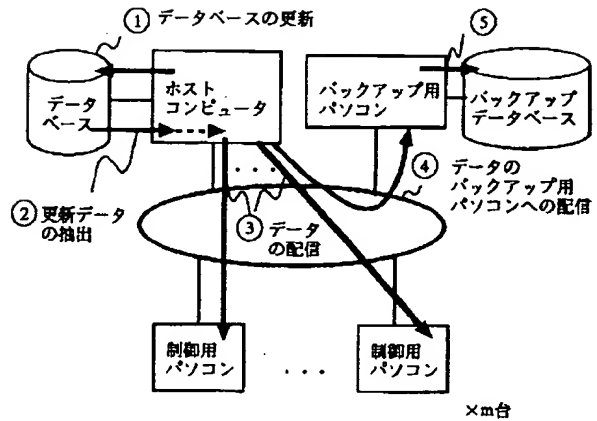 ① データベースの更新
⑤
データ
ベース
ホスト
コンピュータ
バックアップ用
パソコン
バックアップ
データベース
② 更新データ
の抽出
・・・
③ データ
の配信
④ データの
バックアップ用
パソコンへの配信
制御用
パソコン
・・・
制御用
パソコン
×m台